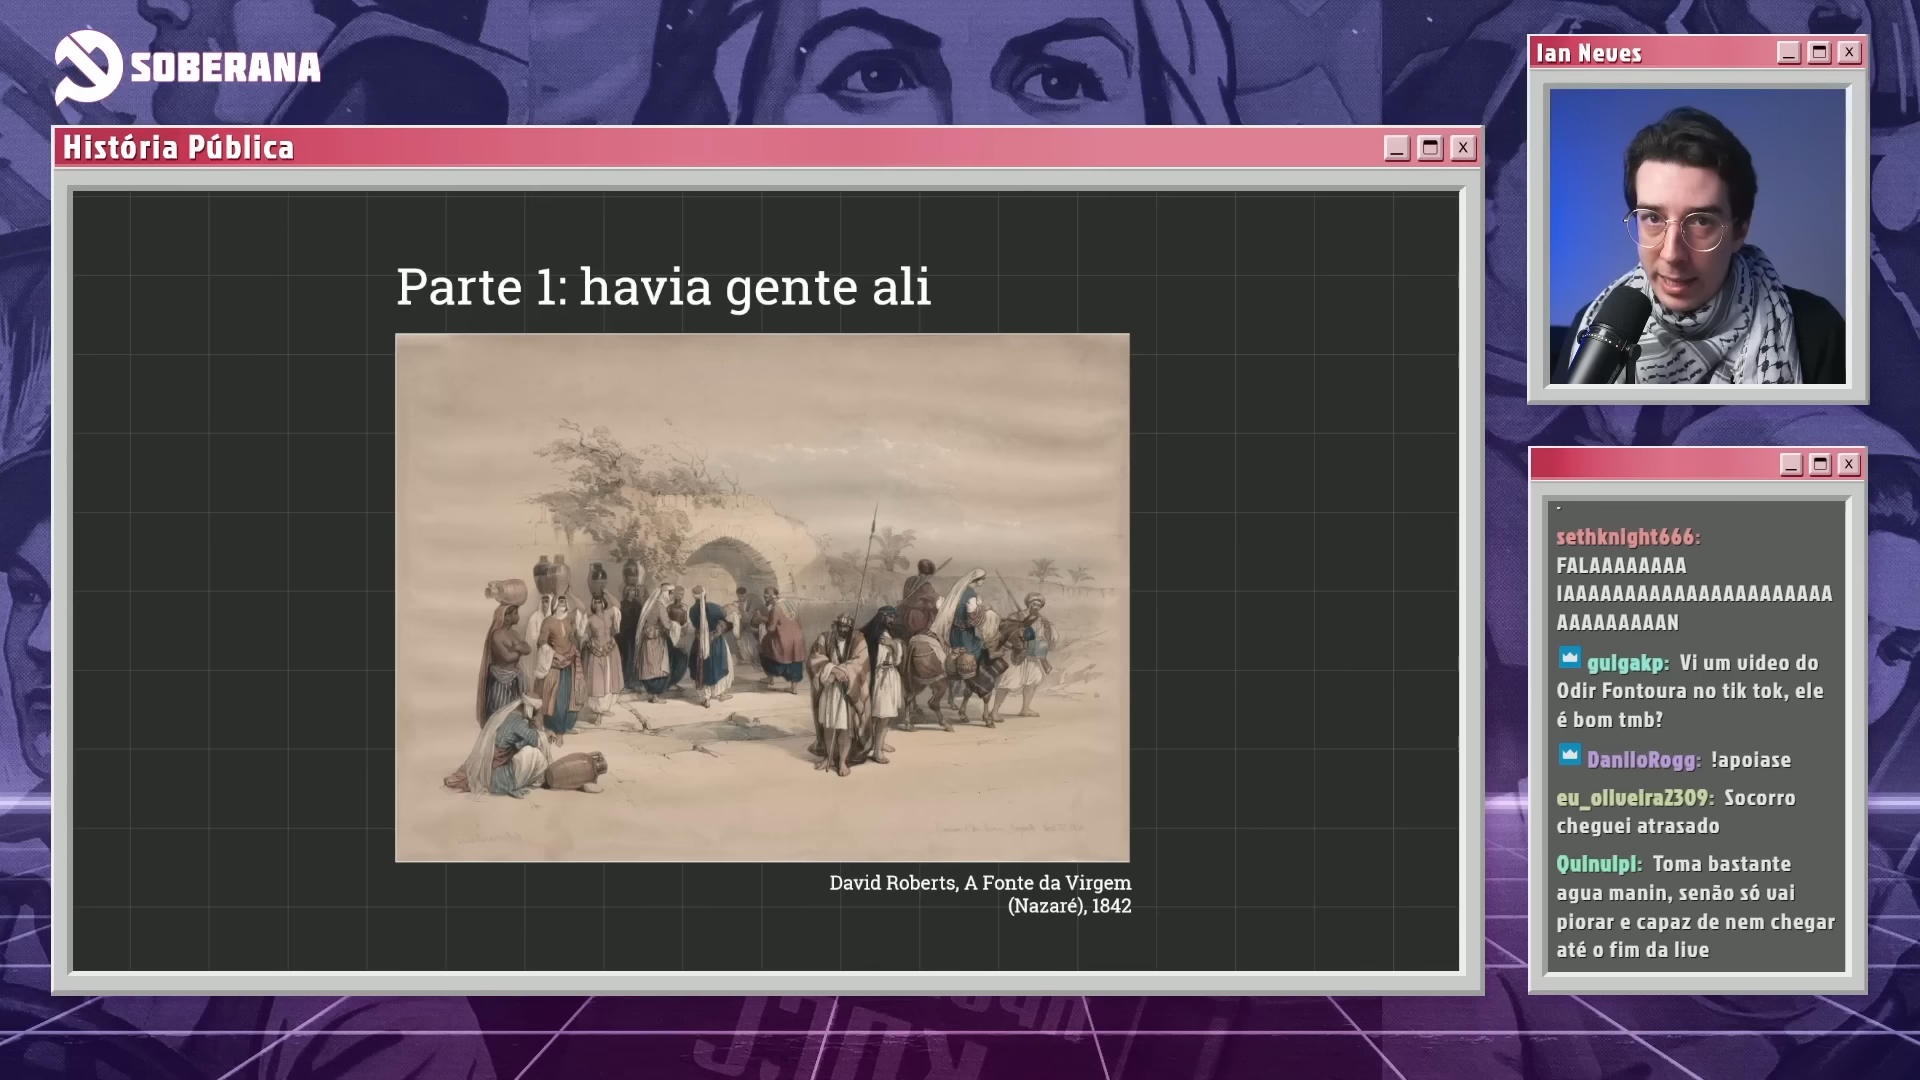 SOBERANA
História Pública
Parte 1: havia gente ali
David Roberts, A Fonte da Virgem
(Nazaré), 1842
Ian Neves
sethknight666:
FALAAAAAAAA
IAAAAAAAAAAAAAAAAAAAAAA
AAAAAAAAAN
guigakp: Vi um video do
Odir Fontoura no tik tok, ele
é bom tmb?
DaniloRogg: !apoiase
eu_oliveira2309: Socorro
cheguei atrasado
Quinuipi: Toma bastante
agua manin, senão só vai
piorar e capaz de nem chegar
até o fim da live